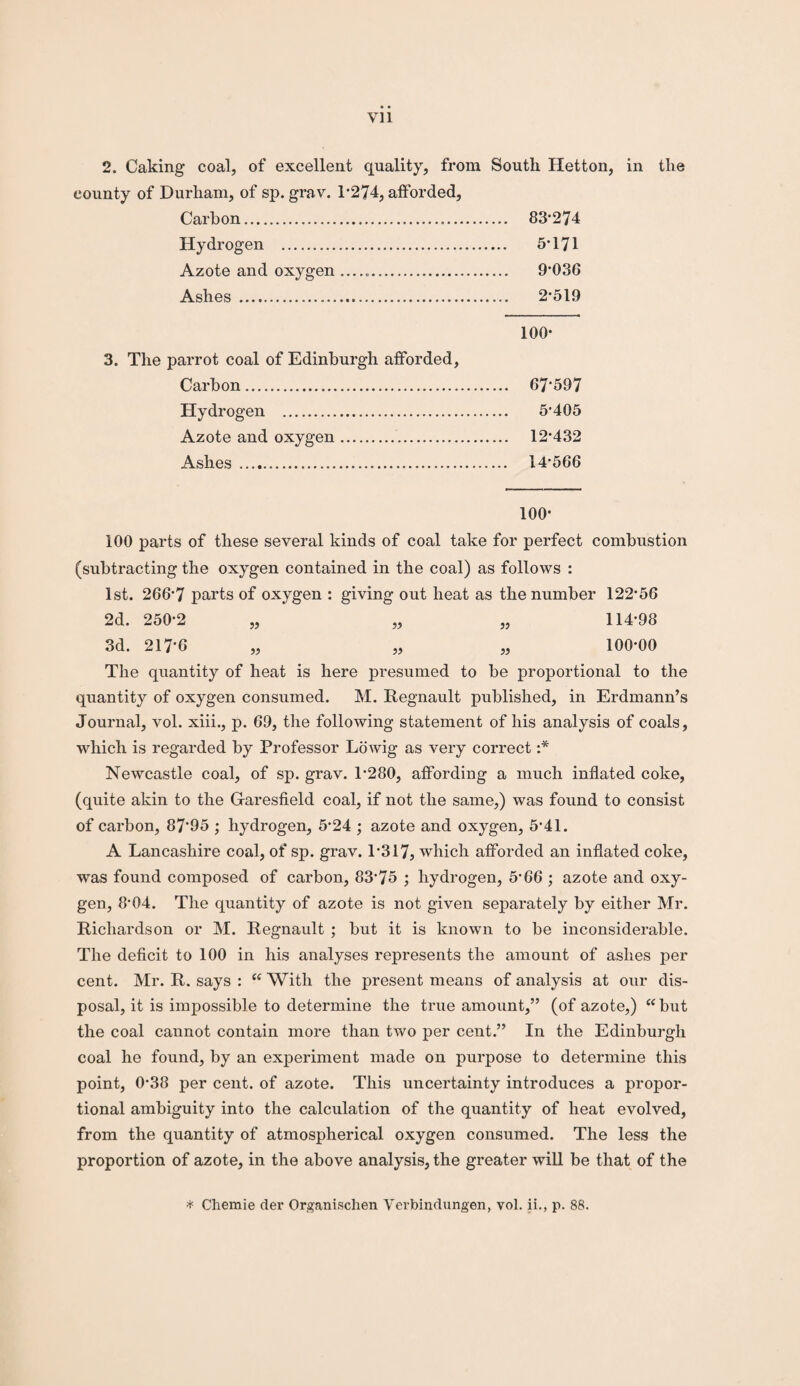 vii
2. Caking coal, of excellent quality, from South Hetton, in the
county of Durham, of sp. grav. 1·274, afforded,
Carbon................................................ 83·274
Hydrogen .......................................... 5·171
Azote and oxygen............................... 9·036
Ashes ................................................ 2·519
100·
3. The parrot coal of Edinburgh afforded,
Carbon................................................ 67·597
Hydrogen .......................................... 5·405
Azote and oxygen............................... 12·432
Ashes ................................................ 14·566
100·
100 parts of these several kinds of coal take for perfect combustion
(subtracting the oxygen contained in the coal) as follows :
1st. 266·7 parts of oxygen : giving out heat as the number 122·56
2d. 250·2 „ „ „ 114·98
3d. 217·6 „ „ „ 100·00
The quantity of heat is here presumed to be proportional to the
quantity of oxygen consumed. M. Regnault published, in Erdmann's
Journal, vol. xiii., p. 69, the following statement of his analysis of coals,
which is regarded by Professor Löwig as very correct :*
Newcastle coal, of sp. grav. 1·280, affording a much inflated coke,
(quite akin to the Garesfield coal, if not the same,) was found to consist
of carbon, 87·95 ; hydrogen, 5·24 ; azote and oxygen, 5·41.
A Lancashire coal, of sp. grav. 1·317, which afforded an inflated coke,
was found composed of carbon, 83·75 ; hydrogen, 5·66 ; azote and oxy-
gen, 8·04. The quantity of azote is not given separately by either Mr.
Richardson or M. Regnault ; but it is known to be inconsiderable.
The deficit to 100 in his analyses represents the amount of ashes per
cent. Mr. R. says : “ With the present means of analysis at our dis-
posal, it is impossible to determine the true amount,” (of azote,) “ but
the coal cannot contain more than two per cent.” In the Edinburgh
coal he found, by an experiment made on purpose to determine this
point, 0·38 per cent. of azote. This uncertainty introduces a propor-
tional ambiguity into the calculation of the quantity of heat evolved,
from the quantity of atmospherical oxygen consumed. The less the
proportion of azote, in the above analysis, the greater will be that of the
* Chemie der Organischen Verbindungen, vol. ii., p. 88.